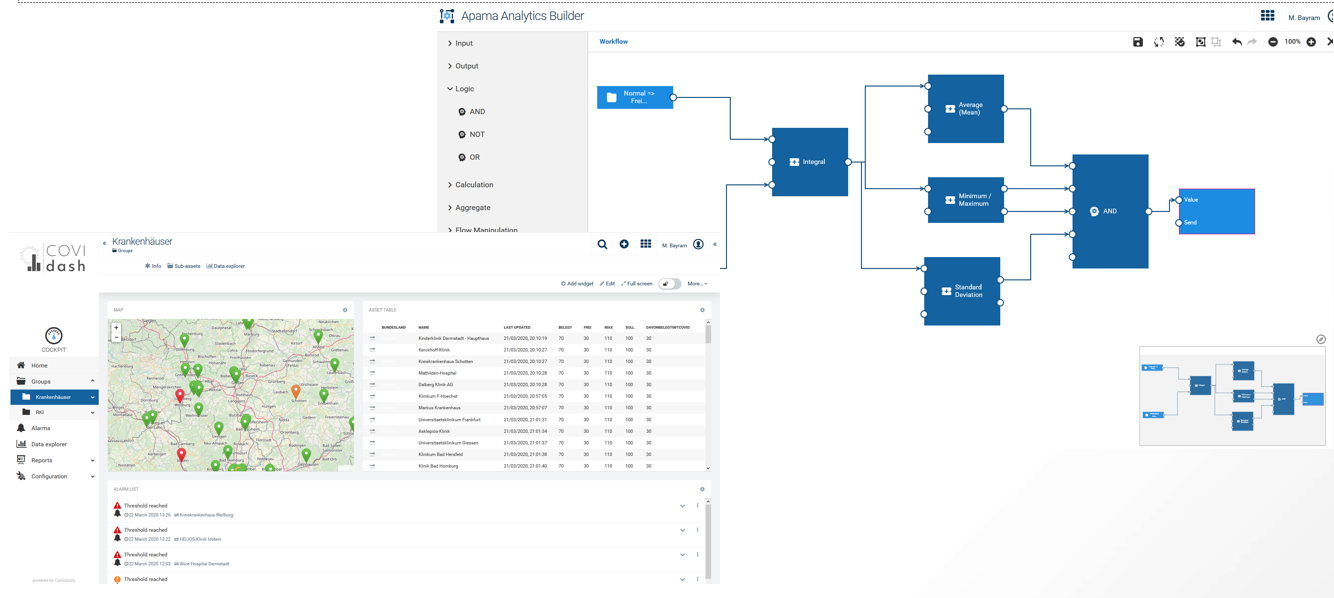 Apama Analytics Builder
M. Bayram
Input
Output
Logic
AND
NOT
OR
Calculation
Aggregate
Flow Manipulation
Workflow
100%
Normal =>
Frei...
Integral
Average
(Mean)
Minimum /
Maximum
Standard
Deviation
AND
Value
Send
COVI
dash
COCKPIT
Home
Groups
Krankenhäuser
RKI
Alarms
Data explorer
Reports
Configuration
powered by Cumulocity
Krankenhäuser
Groups
M. Bayram
Info Sub-assets Data explorer
Add widget Edit Full screen More...
MAP
ASSET TABLE
BUNDESLAND NAME LAST UPDATED BELEGT FREI MAX SOLL DAVONBELEGTMITCOVID
Kinderklinik Darmstadt - Haupthaus 21/03/2020, 20:10:19 70 30 110 100 30
Kerckhoff Klinik 21/03/2020, 20:10:27 70 30 110 100 30
Kreiskrankenhaus Schotten 21/03/2020, 20:10:27 70 30 110 100 30
Mathilden-Hospital 21/03/2020, 20:10:28 70 30 110 100 30
Dalberg Klinik AG 21/03/2020, 20:10:28 70 30 110 100 30
Klinikum F-Hoechst 21/03/2020, 20:57:05 70 30 110 100 30
Markus Krankenhaus 21/03/2020, 20:57:07 70 30 110 100 30
Universitaetsklinikum Frankfurt 21/03/2020, 21:01:31 70 30 110 100 30
Asklepios Klinik 21/03/2020, 21:01:34 70 30 110 100 30
Universitaetsklinikum Giessen 21/03/2020, 21:01:37 70 30 110 100 30
Klinikum Bad Hersfeld 21/03/2020, 21:01:38 70 30 110 100 30
Klinik Bad Homburg 21/03/2020, 21:01:40 70 30 110 100 30
ALARM LIST
Threshold reached
22 March 2020 13:26 Kreiskrankenhaus Weilburg
Threshold reached
22 March 2020 13:22 HELIOS-Klinik Idstein
Threshold reached
22 March 2020 12:03 Alice-Hospital Darmstadt
Threshold reached